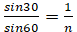 sin30/sin60 = 1/n